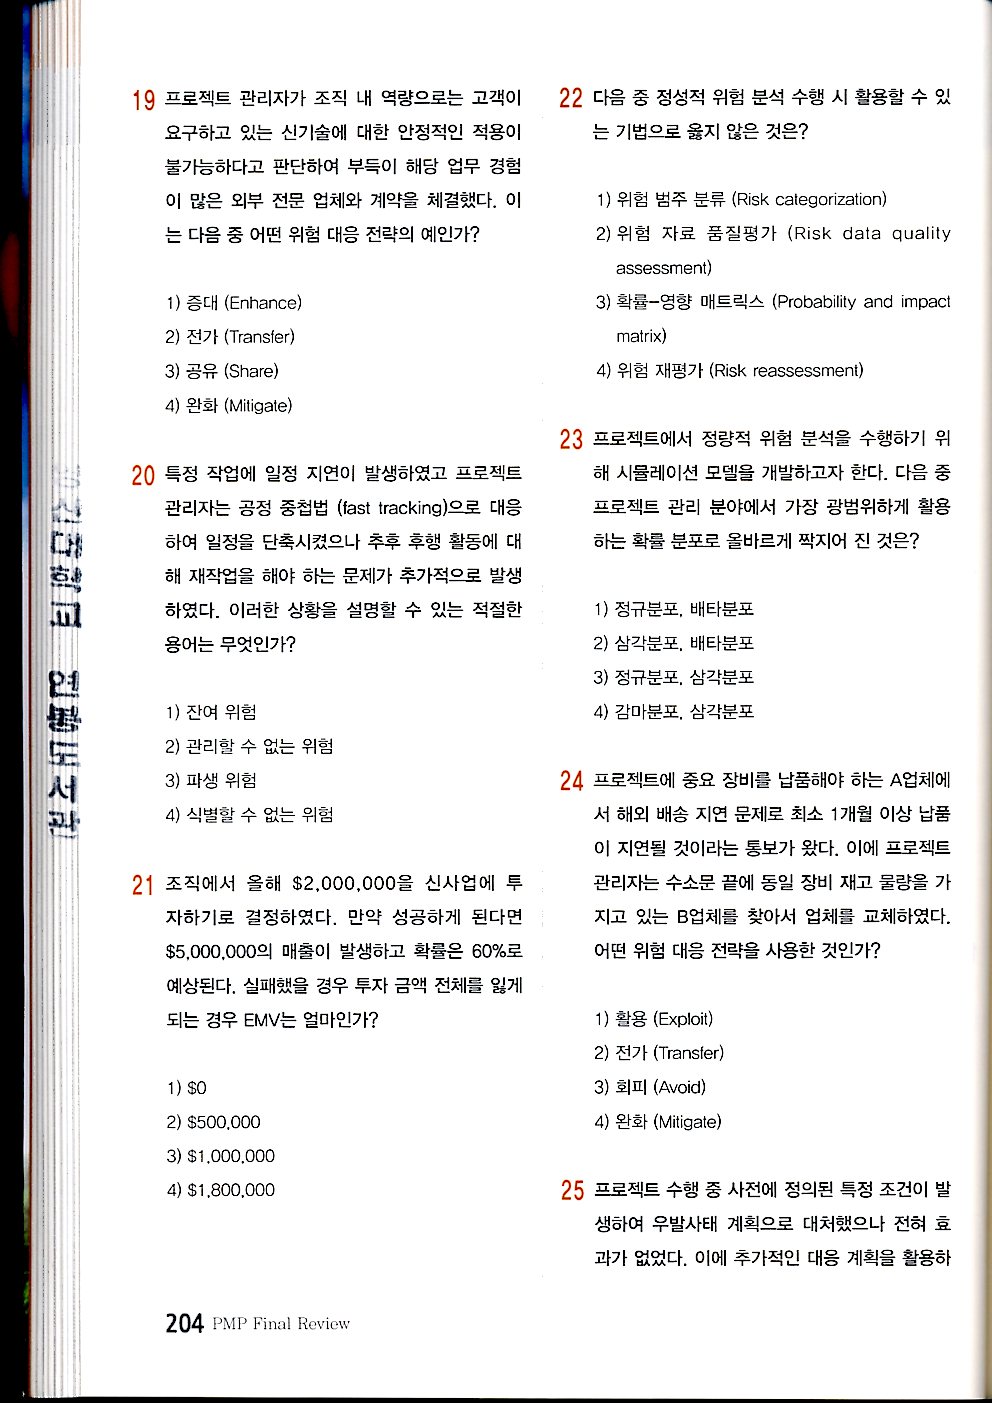 19 프로젝트 관리자가 조직 내 역량으로는 고객이
요구하고 있는 신기술에 대한 안정적인 적용이
불가능하다고 판단하여 부득이 해당 업무 경험
이 많은 외부 전문 업체와 계약을 체결했다. 이
는 다음 중 어떤 위험 대응 전략의 예인가?
1) 증대 (Enhance)
2) 전가 (Transfer)
3) 공유 (Share)
4) 완화 (Mitigate)
20 특정 작업에 일정 지연이 발생하였고 프로젝트
관리자는 공정 중첩법 (fast tracking)으로 대응
하여 일정을 단축시켰으나 추후 후행 활동에 대
해 재작업을 해야 하는 문제가 추가적으로 발생
하였다. 이러한 상황을 설명할 수 있는 적절한
용어는 무엇인가?
1) 잔여 위험
2) 관리할 수 없는 위험
3) 파생 위험
4) 식별할 수 없는 위험
21 조직에서 올해 $2,000,000을 신사업에 투
자하기로 결정하였다. 만약 성공하게 된다면
$5,000,000의 매출이 발생하고 확률은 60%로
예상된다. 실패했을 경우 투자 금액 전체를 잃게
되는 경우 EMV는 얼마인가?
1) $0
2) $500,000
3) $1,000,000
4) $1,800,000
22 다음 중 정성적 위험 분석 수행 시 활용할 수 있
는 기법으로 옳지 않은 것은?
1) 위험 범주 분류 (Risk categorization)
2) 위험 자료 품질평가 (Risk data quality
assessment)
3) 확률-영향 매트릭스 (Probability and impact
matrix)
4) 위험 재평가 (Risk reassessment)
23 프로젝트에서 정량적 위험 분석을 수행하기 위
해 시뮬레이션 모델을 개발하고자 한다. 다음 중
프로젝트 관리 분야에서 가장 광범위하게 활용
하는 확률 분포로 올바르게 짝지어 진 것은?
1) 정규분포, 배타분포
2) 삼각분포, 배타분포
3) 정규분포, 삼각분포
4) 감마분포, 삼각분포
24 프로젝트에 중요 장비를 납품해야 하는 A업체에
서 해외 배송 지연 문제로 최소 1개월 이상 납품
이 지연될 것이라는 통보가 왔다. 이에 프로젝트
관리자는 수소문 끝에 동일 장비 재고 물량을 가
지고 있는 B업체를 찾아서 업체를 교체하였다.
어떤 위험 대응 전략을 사용한 것인가?
1) 활용 (Exploit)
2) 전가 (Transfer)
3) 회피 (Avoid)
4) 완화 (Mitigate)
25 프로젝트 수행 중 사전에 정의된 특정 조건이 발
생하여 우발사태 계획으로 대처했으나 전혀 효
과가 없었다. 이에 추가적인 대응 계획을 활용하
204 PMP Final Review